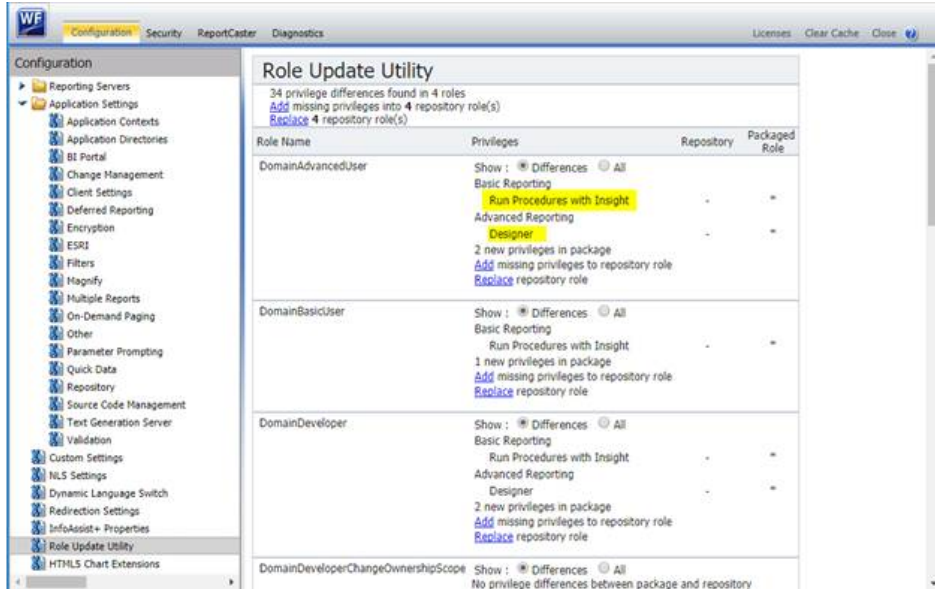 WF
Configuration Security ReportCaster Diagnostics
Licenses Clear Cache Close ?
Configuration
Reporting Servers
Application Settings
Application Contexts
Application Directories
BI Portal
Change Management
Client Settings
Deferred Reporting
Encryption
ESRI
Filters
Magnify
Multiple Reports
On-Demand Paging
Other
Parameter Prompting
Quick Data
Repository
Source Code Management
Text Generation Server
Validation
Custom Settings
NLS Settings
Dynamic Language Switch
Redirection Settings
InfoAssist+ Properties
Role Update Utility
HTML5 Chart Extensions
Role Update Utility
34 privilege differences found in 4 roles
Add missing privileges into 4 repository role(s)
Replace 4 repository role(s)
Role Name Privileges Repository Packaged Role
DomainAdvancedUser Show : Differences All
Basic Reporting
Run Procedures with Insight - *
Advanced Reporting
Designer - *
2 new privileges in package
Add missing privileges to repository role
Replace repository role
DomainBasicUser Show : Differences All
Basic Reporting
Run Procedures with Insight - *
1 new privileges in package
Add missing privileges to repository role
Replace repository role
DomainDeveloper Show : Differences All
Basic Reporting
Run Procedures with Insight - *
Advanced Reporting
Designer - *
2 new privileges in package
Add missing privileges to repository role
Replace repository role
DomainDeveloperChangeOwnershipScope Show : Differences All
No privilege differences between package and repository